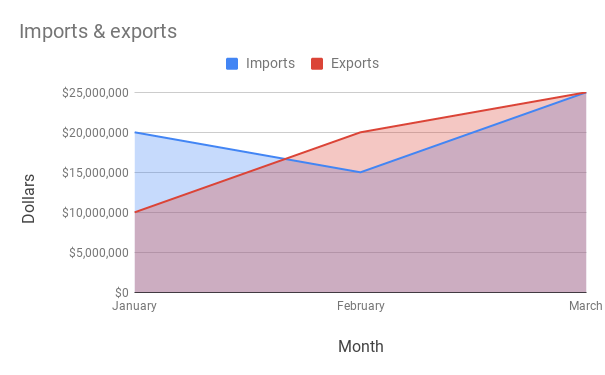 Imports & exports
Imports Exports
$25,000,000
$20,000,000
$15,000,000
$10,000,000
$5,000,000
$0
Dollars
January February March
Month